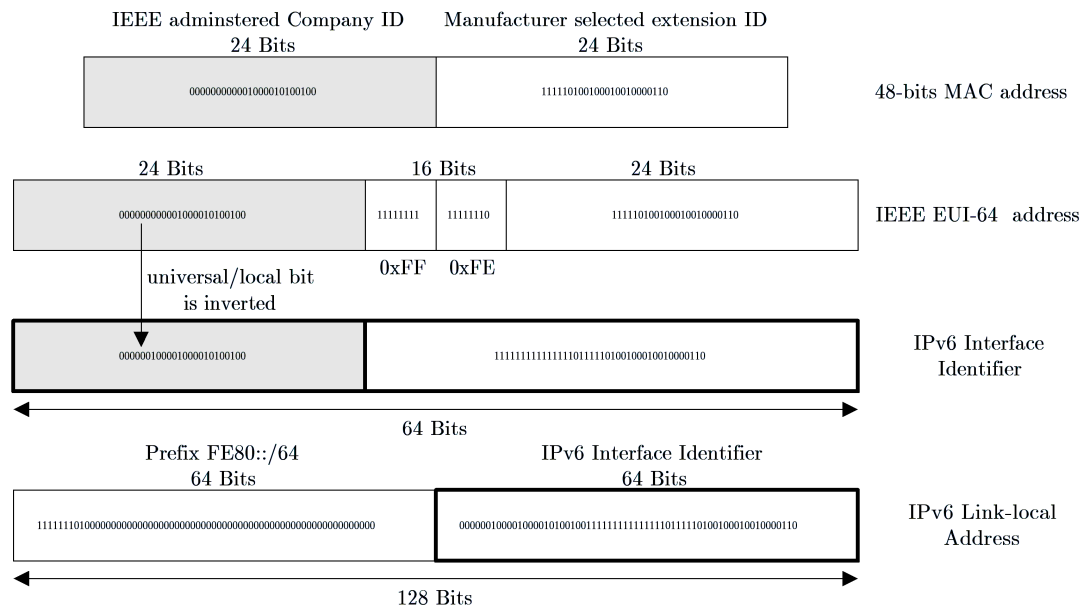 IEEE adminstered Company ID
24 Bits
Manufacturer selected extension ID
24 Bits
000000000001000010100100
111110100100010010000110
48-bits MAC address
24 Bits
16 Bits
24 Bits
000000000001000010100100
11111111
11111110
111110100100010010000110
IEEE EUI-64 address
0xFF
0xFE
universal/local bit
is inverted
000000100001000010100100
1111111111111110111110100100010010000110
IPv6 Interface
Identifier
64 Bits
Prefix FE80::/64
64 Bits
IPv6 Interface Identifier
64 Bits
1111111010000000000000000000000000000000000000000000000000000000
0000001000010000101001001111111111111110111110100100010010000110
IPv6 Link-local
Address
128 Bits